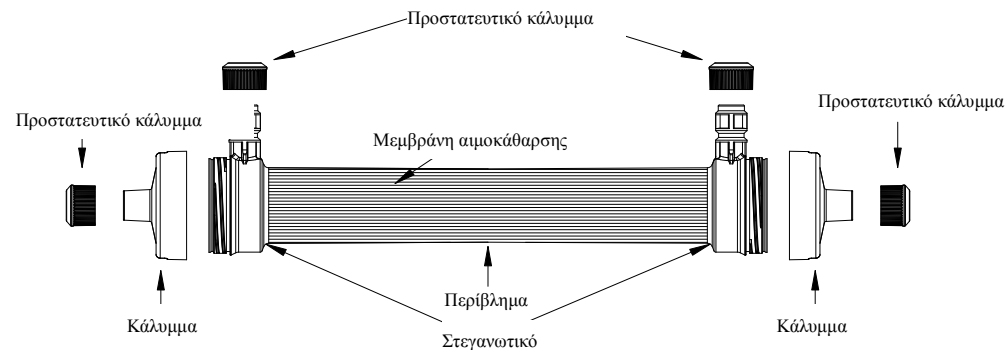 Προστατευτικό κάλυμμα
Προστατευτικό κάλυμμα
Προστατευτικό κάλυμμα
Μεμβράνη αιμοκάθαρσης
Περίβλημα
Κάλυμμα
Κάλυμμα
Στεγανωτικό